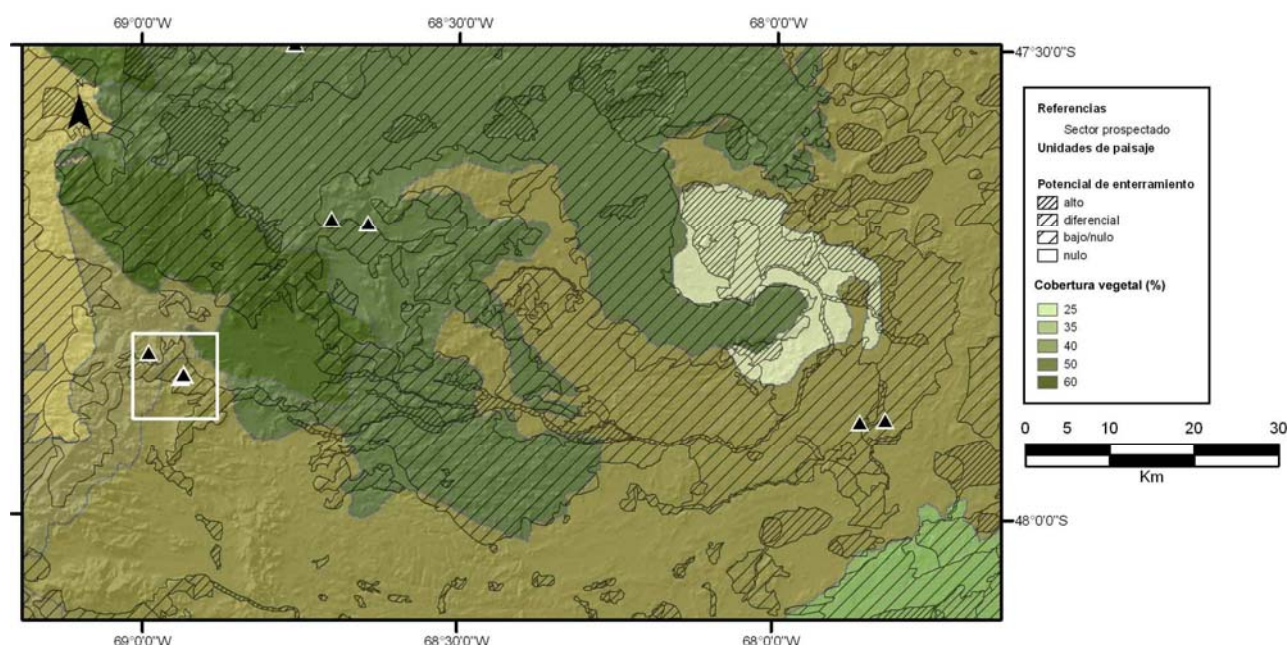 69°0'0"W
68°30'0"W
68°0'0"W
47°30'0"S
Referencias
Sector prospectado
Unidades de paisaje
Potencial de enterramiento
alto
diferencial
bajo/nulo
nulo
Cobertura vegetal (%)
25
35
40
50
60
0 5 10 20 30
Km
48°0'0"S
69°0'0"W
68°30'0"W
68°0'0"W